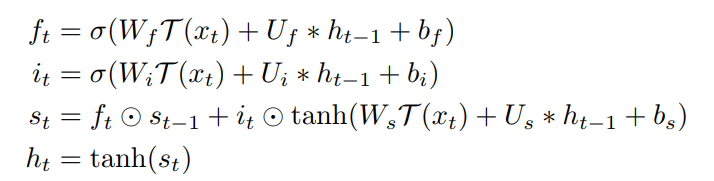 f_t = σ(W_f 𝒯(x_t) + U_f * h_{t−1} + b_f)
i_t = σ(W_i 𝒯(x_t) + U_i * h_{t−1} + b_i)
s_t = f_t ⊙ s_{t−1} + i_t ⊙ tanh(W_s 𝒯(x_t) + U_s * h_{t−1} + b_s)
h_t = tanh(s_t)